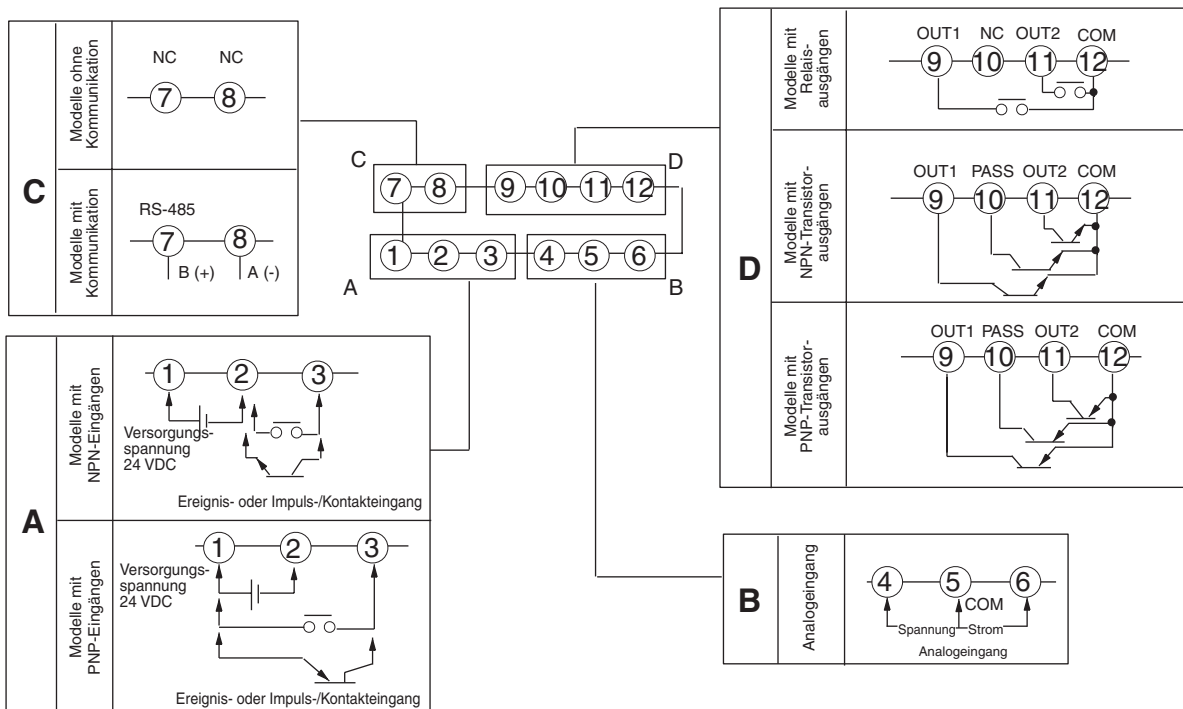 C
Modelle ohne
Kommunikation
NC NC
7 8
Modelle mit
Kommunikation
RS-485
7 8
B (+) A (-)
C D
7 8 9 10 11 12
1 2 3 4 5 6
A B
D
Modelle mit
Relais-
ausgängen
OUT1 NC OUT2 COM
9 10 11 12
Modelle mit
NPN-Transistor-
ausgängen
OUT1 PASS OUT2 COM
9 10 11 12
Modelle mit
PNP-Transistor-
ausgängen
OUT1 PASS OUT2 COM
9 10 11 12
A
Modelle mit
NPN-Eingängen
1 2 3
Versorgungs-
spannung
24 VDC
Ereignis- oder Impuls-/Kontakteingang
Modelle mit
PNP-Eingängen
1 2 3
Versorgungs-
spannung
24 VDC
Ereignis- oder Impuls-/Kontakteingang
B
Analogeingang
4 5 6
COM
Spannung Strom
Analogeingang